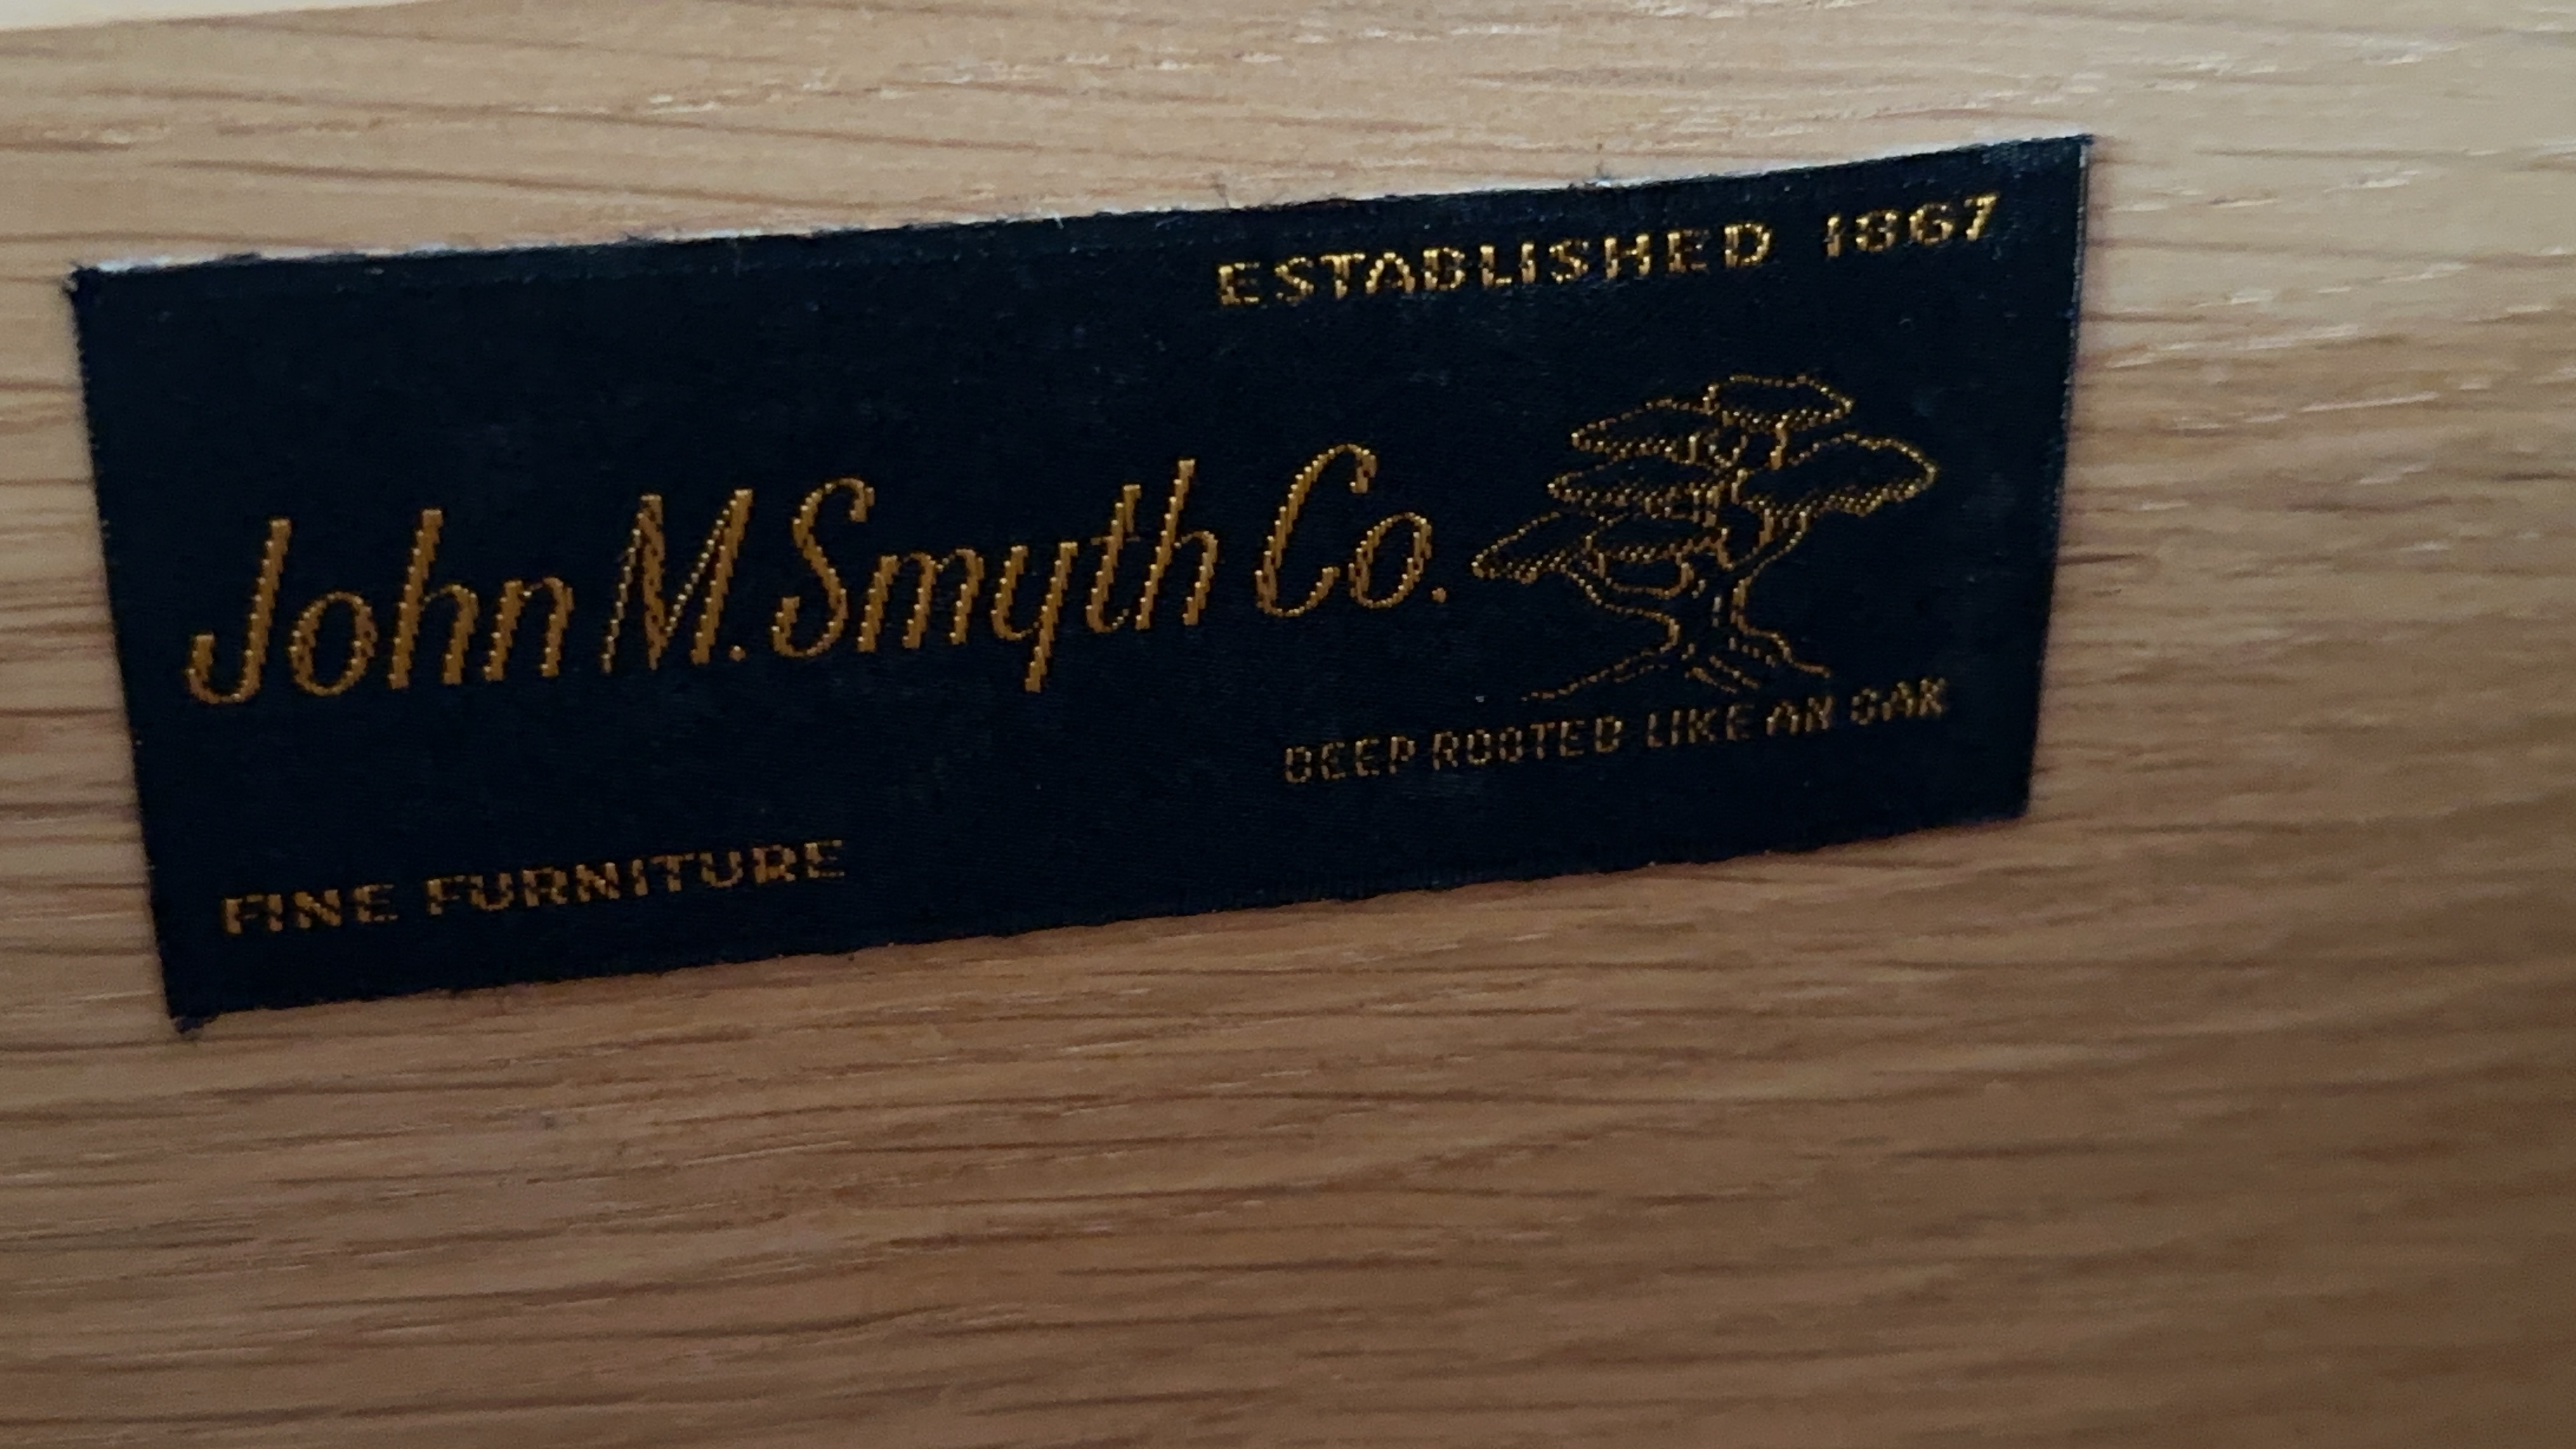 ESTABLISHED 1867
John M. Smyth Co.
DEEP ROOTED LIKE AN OAK
FINE FURNITURE